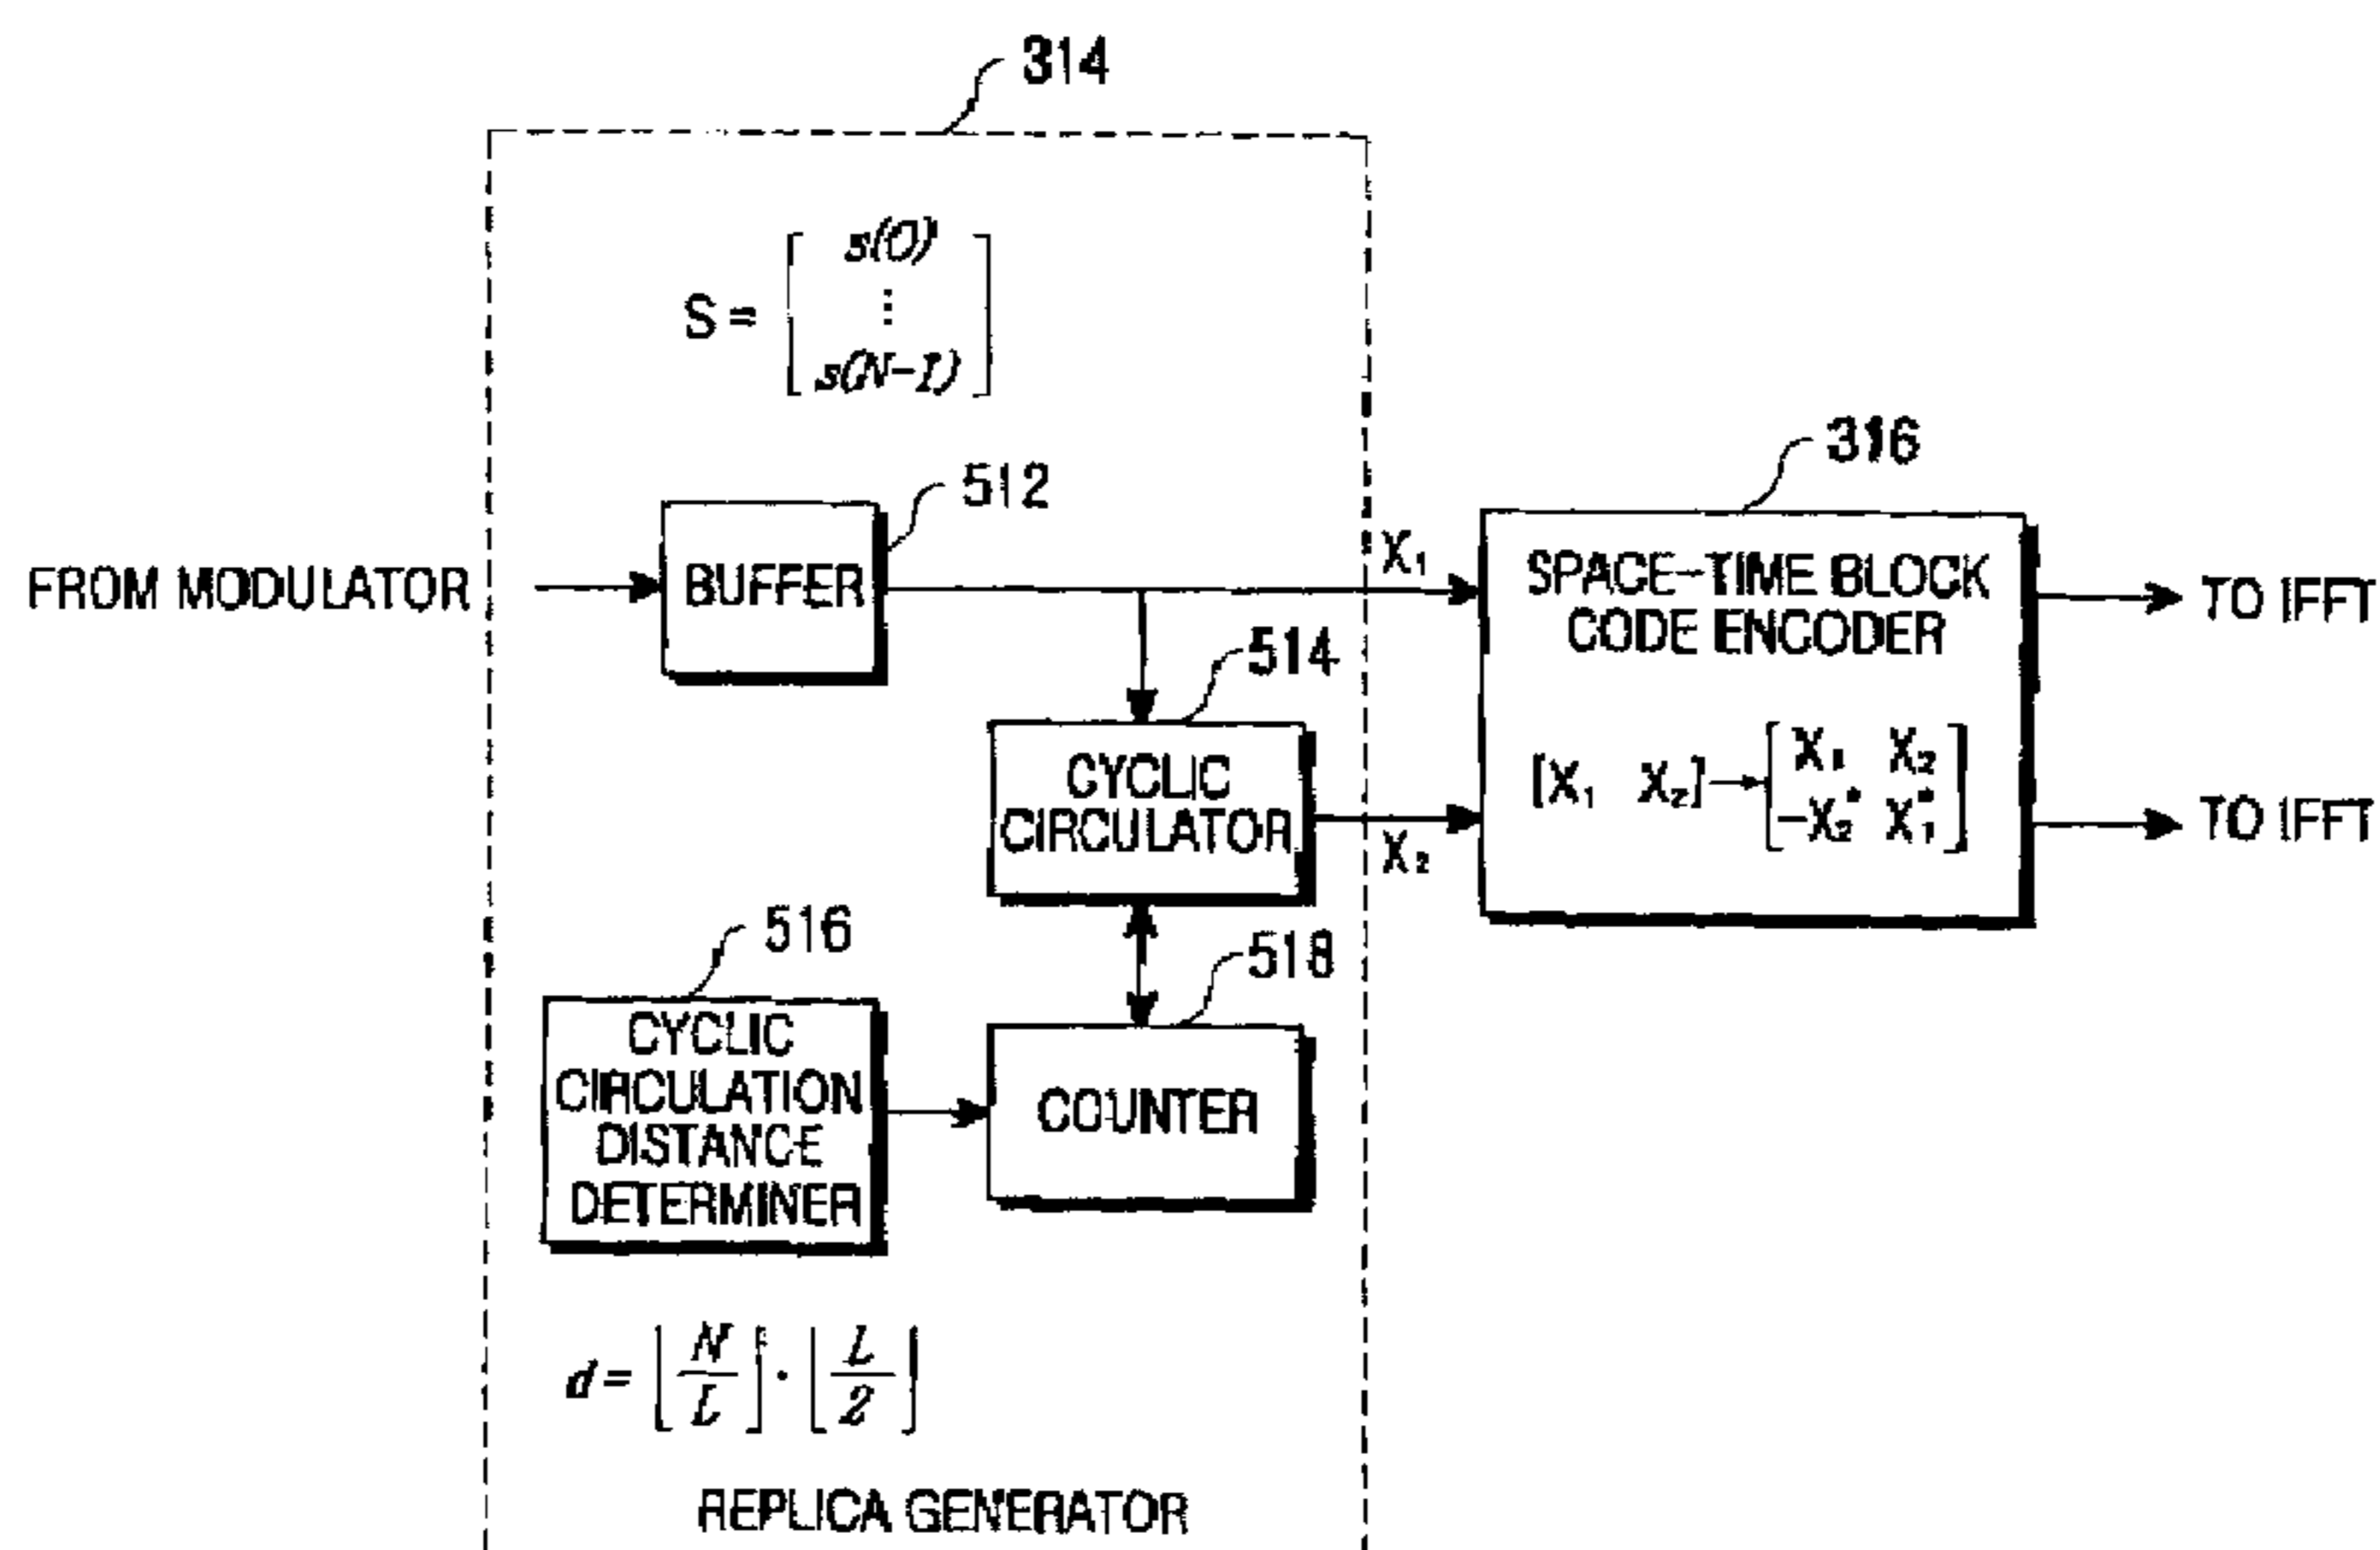 314
S = [ s(0) ⋮ s(N-1) ]
316
512
FROM MODULATOR
BUFFER
X₁
SPACE-TIME BLOCK
CODE ENCODER
TO IFFT
514
CYCLIC
CIRCULATOR
X₂
[X₁ X₂] → [ X₁ X₂
-X₂* X₁* ]
TO IFFT
516
518
CYCLIC
CIRCULATION
DISTANCE
DETERMINER
COUNTER
d = ⌊N/L⌋ · ⌊L/2⌋
REPLICA GENERATOR